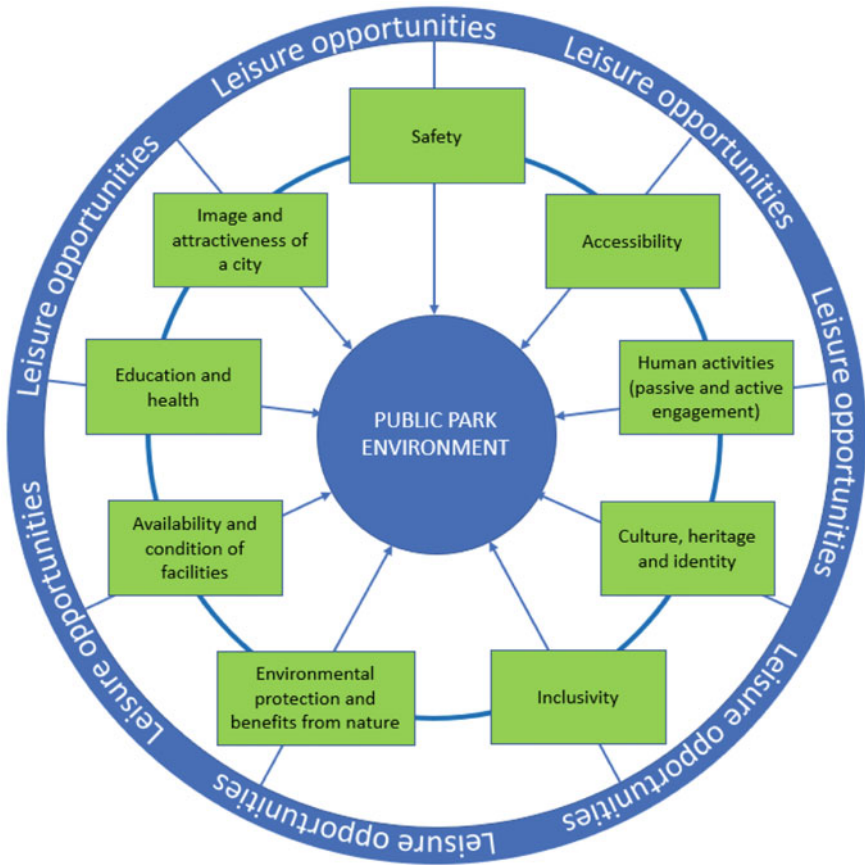 Leisure opportunities
Leisure opportunities
Leisure opportunities
Leisure opportunities
Leisure opportunities
Leisure opportunities
Leisure opportunities
Safety
Accessibility
Human activities
(passive and active
engagement)
Culture, heritage
and identity
Inclusivity
Environmental
protection and
benefits from nature
Availability and
condition of
facilities
Education and
health
Image and
attractiveness of
a city
PUBLIC PARK
ENVIRONMENT